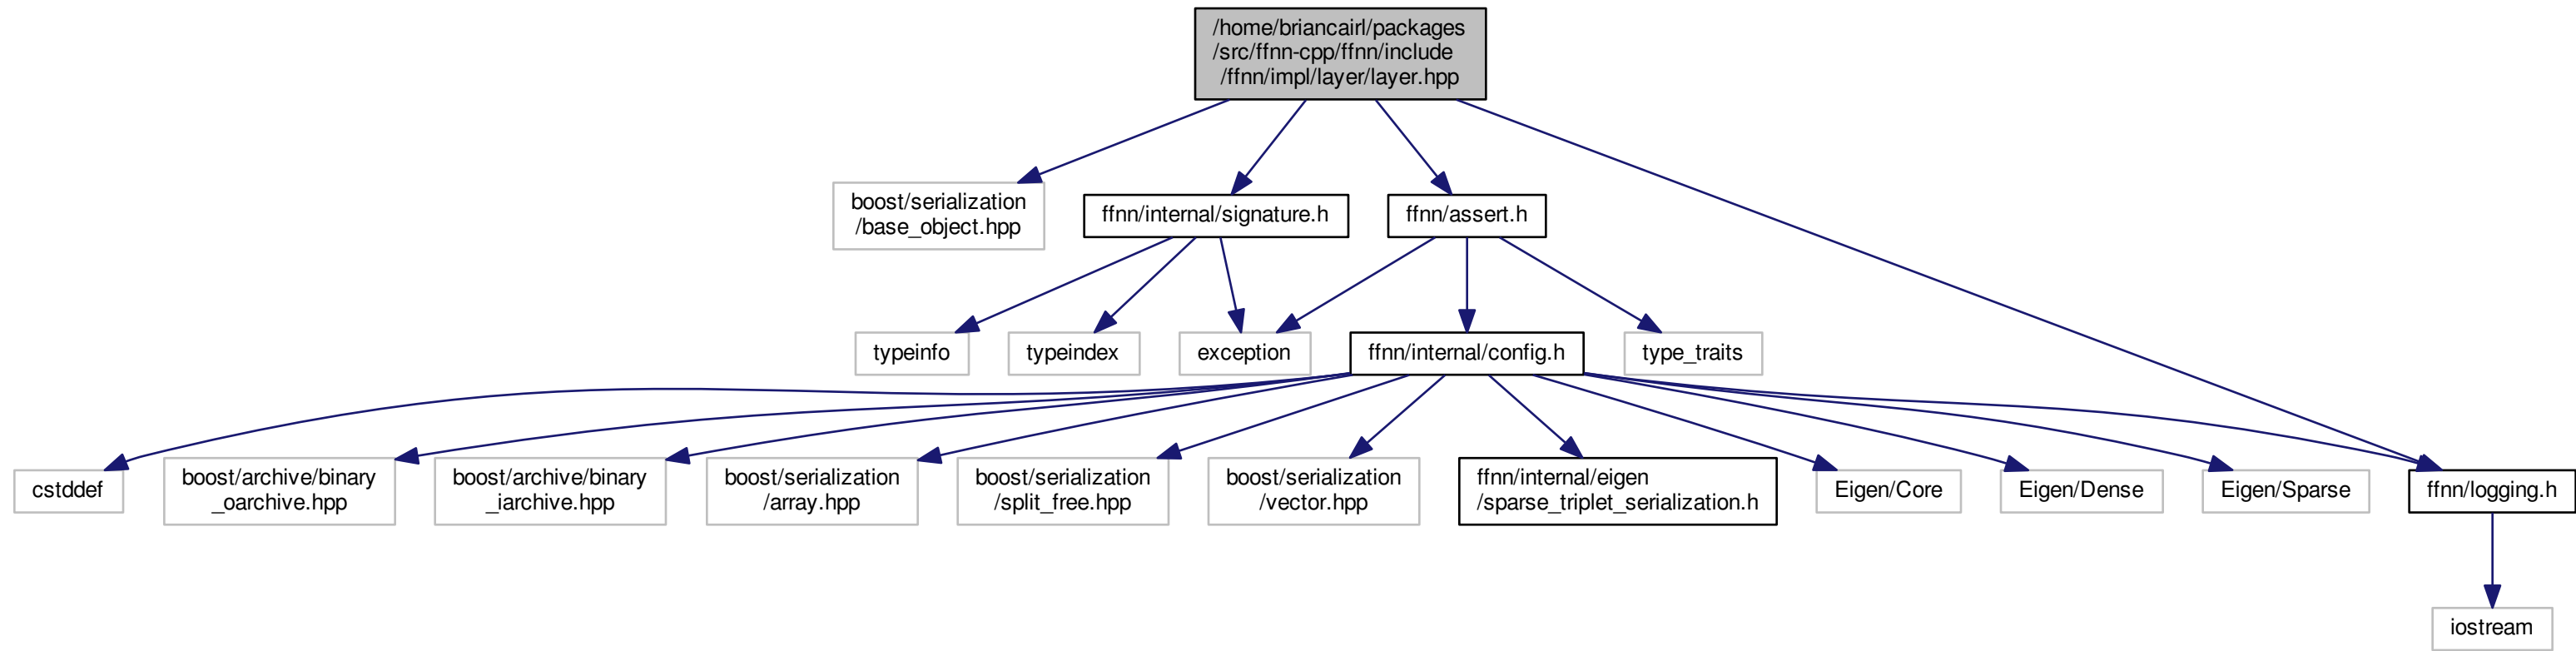 /home/briancairl/packages
/src/ffnn-cpp/ffnn/include
/ffnn/impl/layer/layer.hpp
boost/serialization
/base_object.hpp
ffnn/internal/signature.h
ffnn/assert.h
typeinfo
typeindex
exception
ffnn/internal/config.h
type_traits
cstddef
boost/archive/binary
_oarchive.hpp
boost/archive/binary
_iarchive.hpp
boost/serialization
/array.hpp
boost/serialization
/split_free.hpp
boost/serialization
/vector.hpp
ffnn/internal/eigen
/sparse_triplet_serialization.h
Eigen/Core
Eigen/Dense
Eigen/Sparse
ffnn/logging.h
iostream